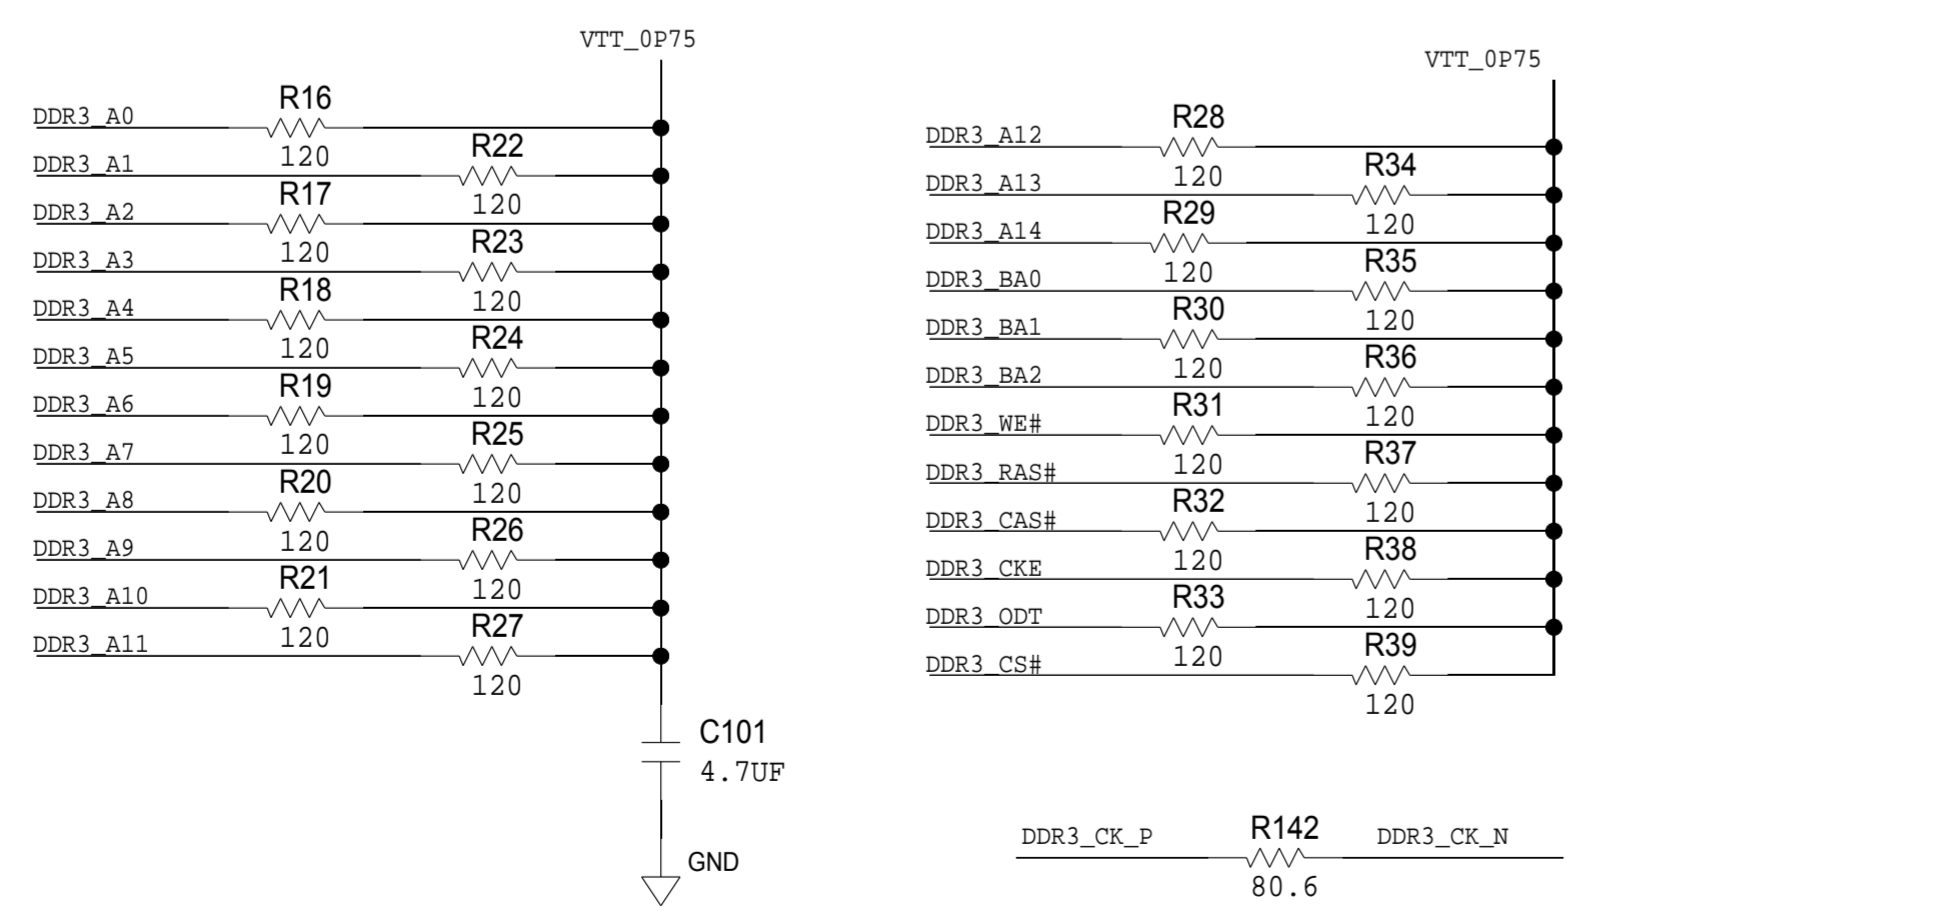 VTT_0P75
DDR3_A0
R16
120
DDR3_A1
R22
120
DDR3_A2
R17
120
DDR3_A3
R23
120
DDR3_A4
R18
120
DDR3_A5
R24
120
DDR3_A6
R19
120
DDR3_A7
R25
120
DDR3_A8
R20
120
DDR3_A9
R26
120
DDR3_A10
R21
120
DDR3_A11
R27
120
C101
4.7UF
GND
VTT_0P75
DDR3_A12
R28
120
DDR3_A13
R34
120
DDR3_A14
R29
120
DDR3_BA0
R35
120
DDR3_BA1
R30
120
DDR3_BA2
R36
120
DDR3_WE#
R31
120
DDR3_RAS#
R37
120
DDR3_CAS#
R32
120
DDR3_CKE
R38
120
DDR3_ODT
R33
120
DDR3_CS#
R39
120
DDR3_CK_P
R142
80.6
DDR3_CK_N